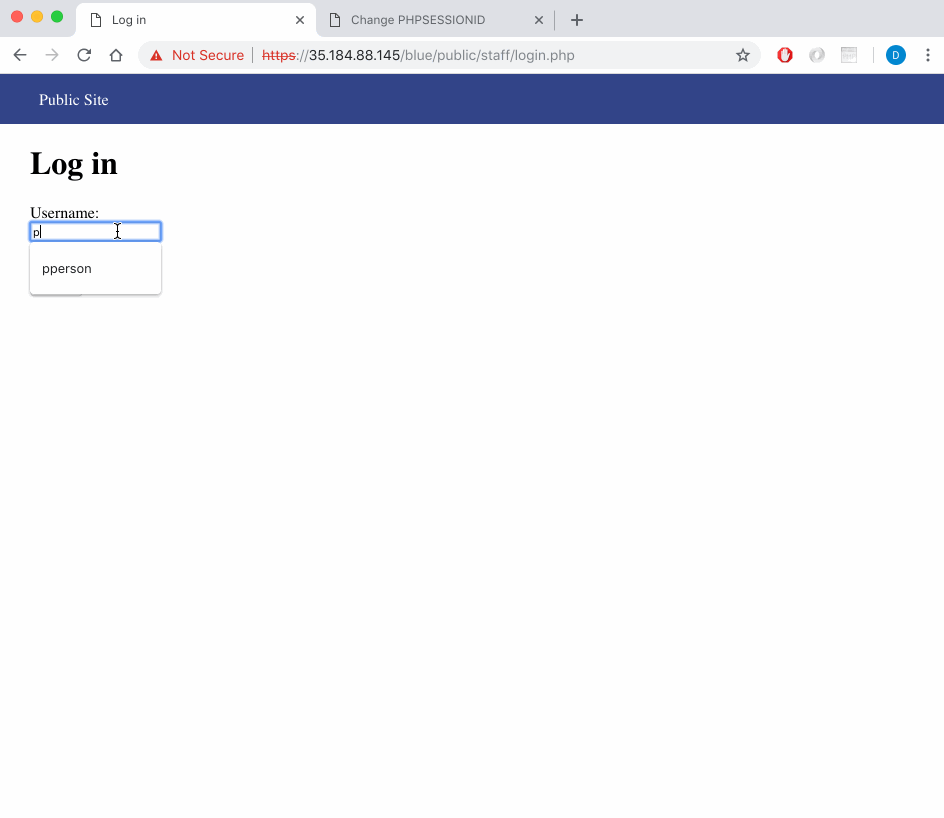 Log in
Change PHPSESSIONID
Not Secure https://35.184.88.145/blue/public/staff/login.php
D
Public Site
Log in
Username:
p
pperson